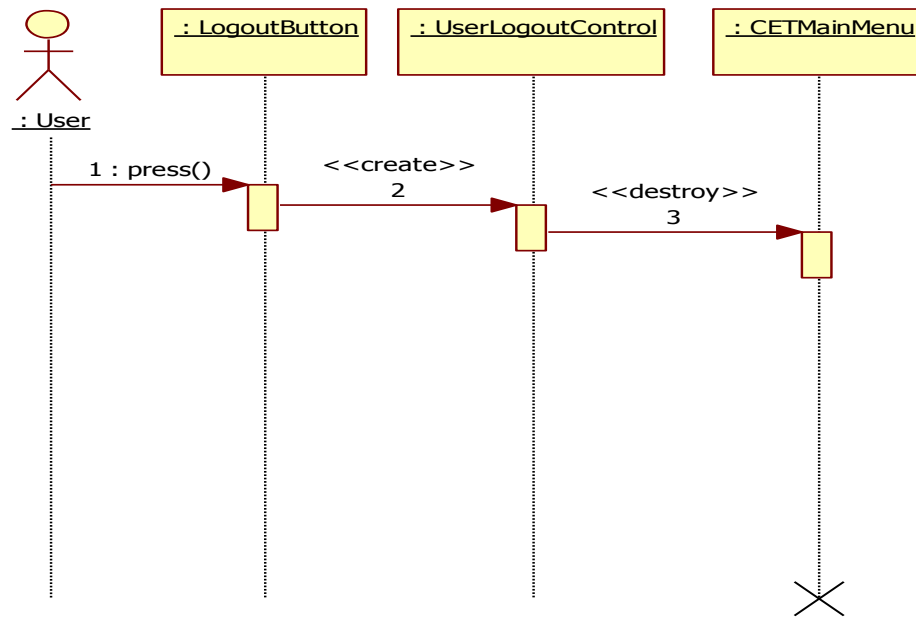 : LogoutButton
: UserLogoutControl
: CETMainMenu
: User
1 : press()
<<create>>
2
<<destroy>>
3